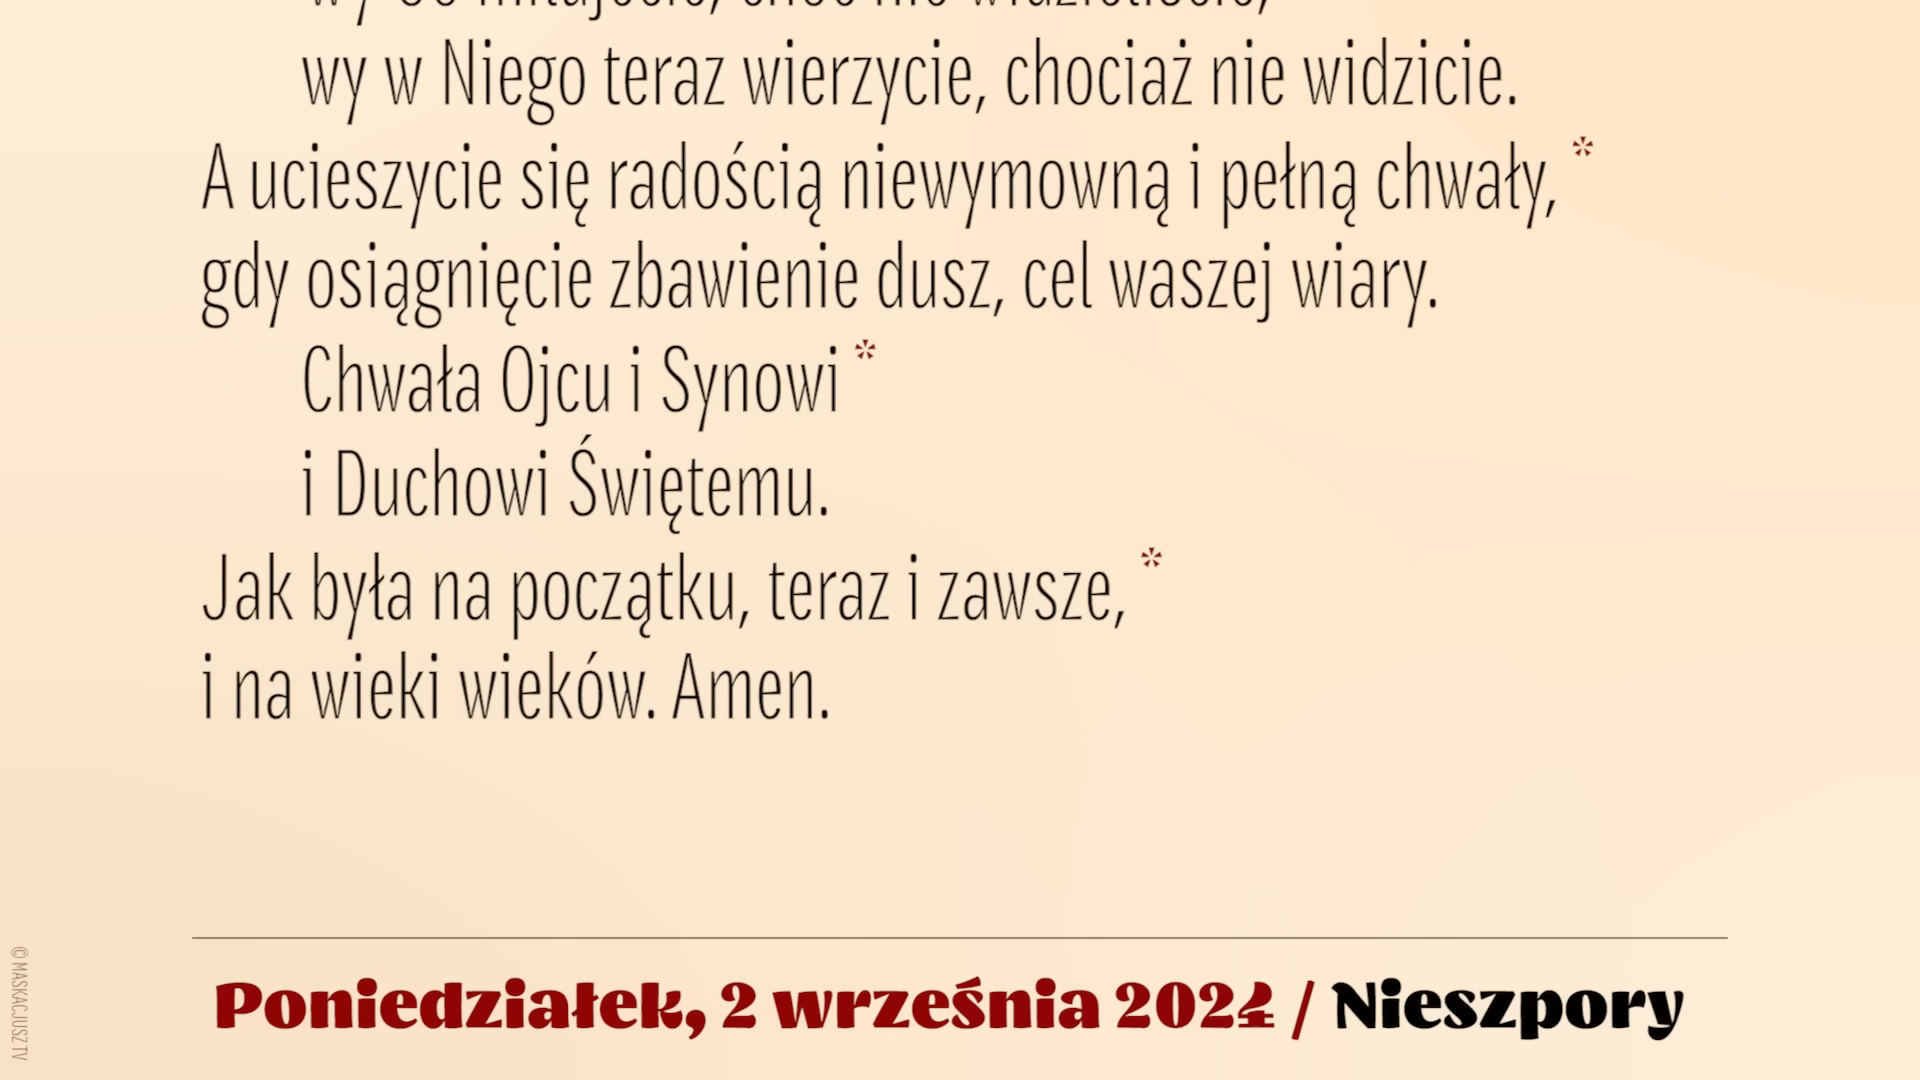 wy w Niego teraz wierzycie, chociaż nie widzicie.
A ucieszycie się radością niewymowną i pełną chwały, *
gdy osiągnięcie zbawienie dusz, cel waszej wiary.
Chwała Ojcu i Synowi *
i Duchowi Świętemu.
Jak była na początku, teraz i zawsze, *
i na wieki wieków. Amen.
Poniedziałek, 2 września 2024 / Nieszpory
© MASKACJUSZ TV